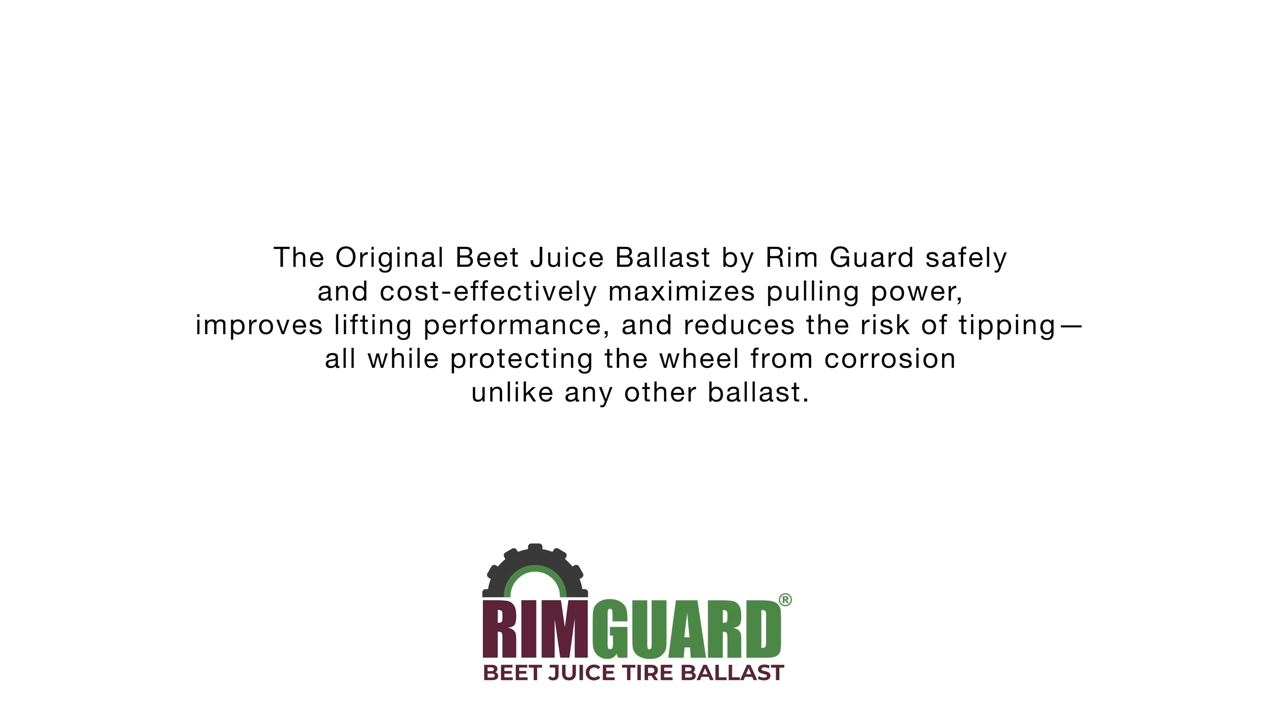 The Original Beet Juice Ballast by Rim Guard safely
and cost-effectively maximizes pulling power,
improves lifting performance, and reduces the risk of tipping—
all while protecting the wheel from corrosion
unlike any other ballast.
RIMGUARD®
BEET JUICE TIRE BALLAST